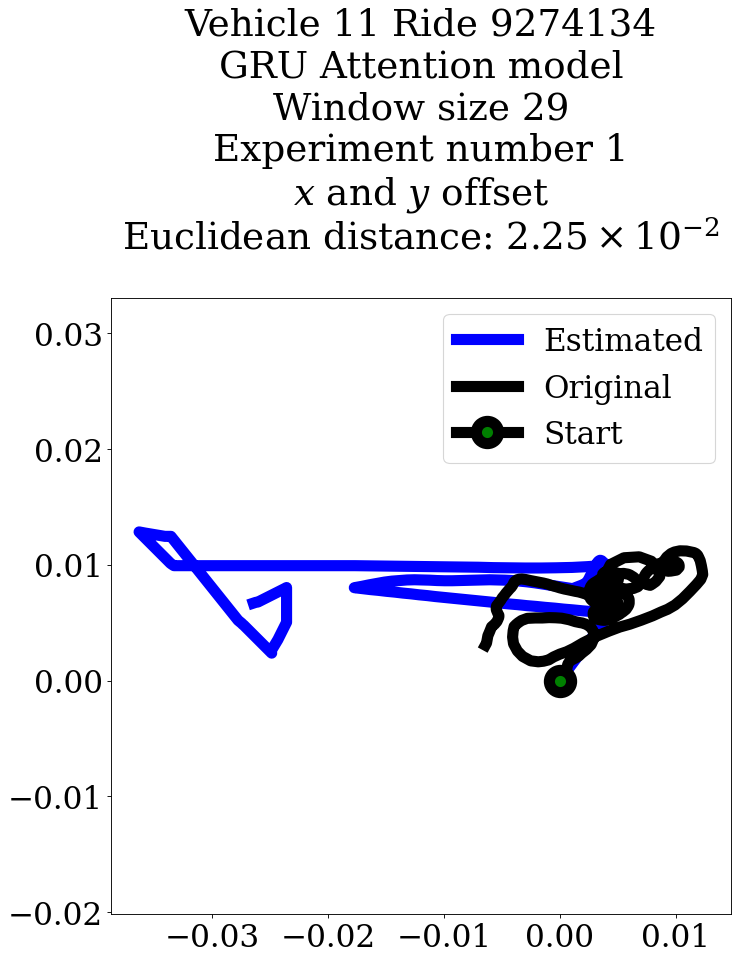 Vehicle 11 Ride 9274134
GRU Attention model
Window size 29
Experiment number 1
x and y offset
Euclidean distance: 2.25 × 10⁻²
Estimated
Original
Start
0.03
0.02
0.01
0.00
−0.01
−0.02
−0.03 −0.02 −0.01 0.00 0.01